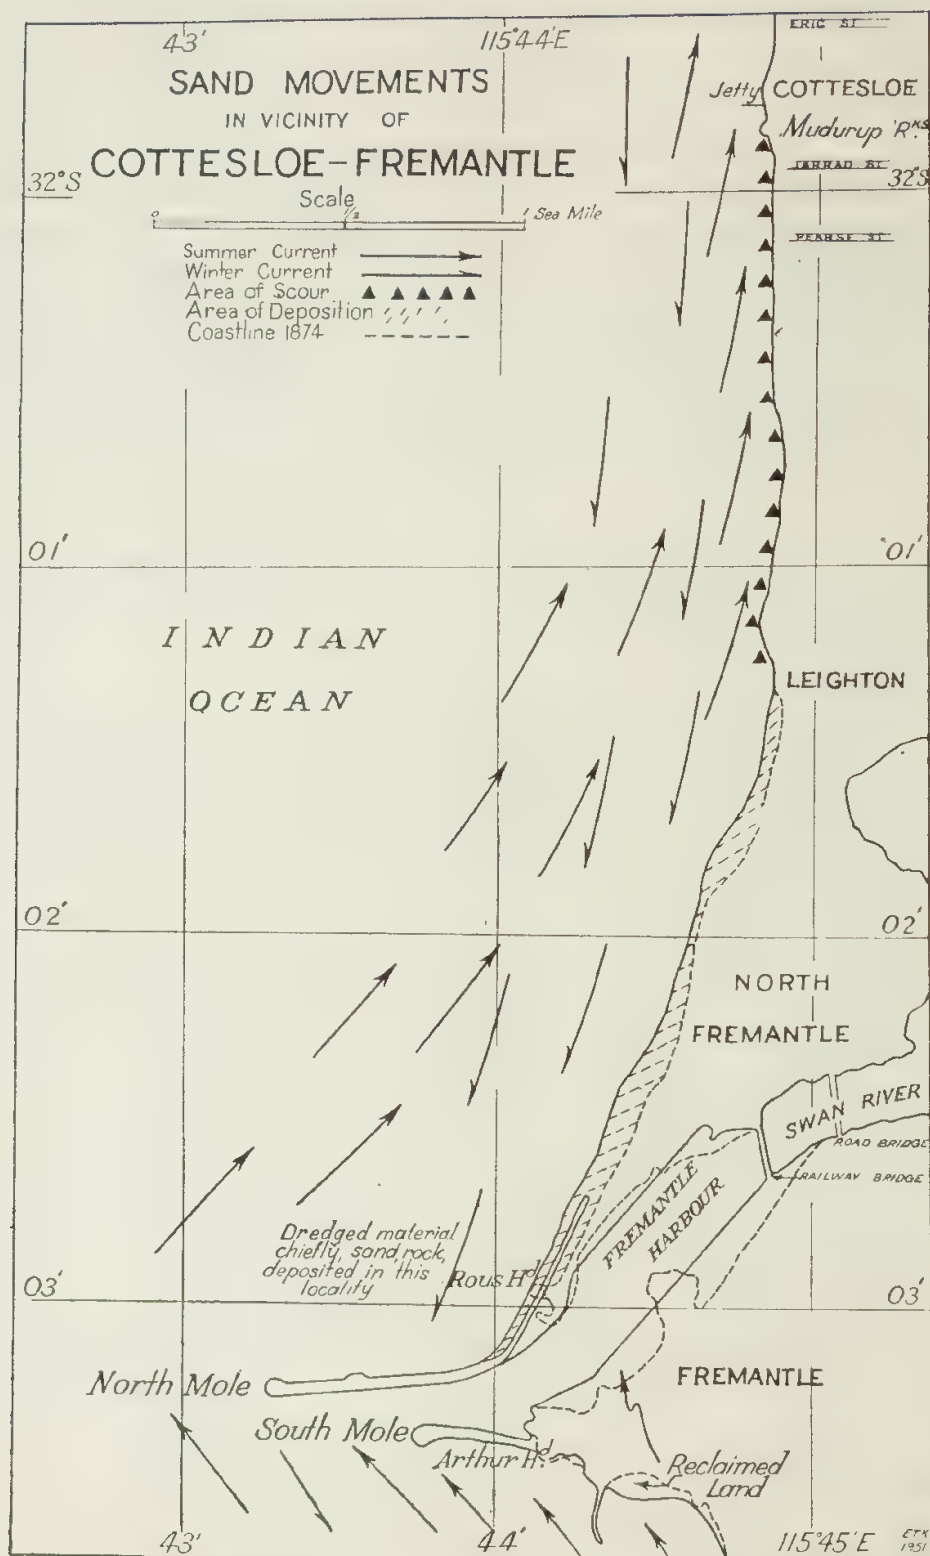 43'
115°44'E
ERIC ST
SAND MOVEMENTS
IN VICINITY OF
COTTESLOE-FREMANTLE
Jetty
COTTESLOE
Mudurup Rks.
JARRAD ST
32°S
32°S
Scale
0
1/2
1 Sea Mile
PEARSE ST
Summer Current
Winter Current
Area of Scour
Area of Deposition
Coastline 1874
01'
01'
INDIAN
OCEAN
LEIGHTON
02'
02'
NORTH
FREMANTLE
SWAN RIVER
ROAD BRIDGE
RAILWAY BRIDGE
FREMANTLE
HARBOUR
Dredged material
chiefly, sand, rock,
deposited in this
locality
Rous Hd
03'
03'
North Mole
FREMANTLE
South Mole
Arthur Hd.
Reclaimed
Land
43'
44'
115°45'E
ETK
1951